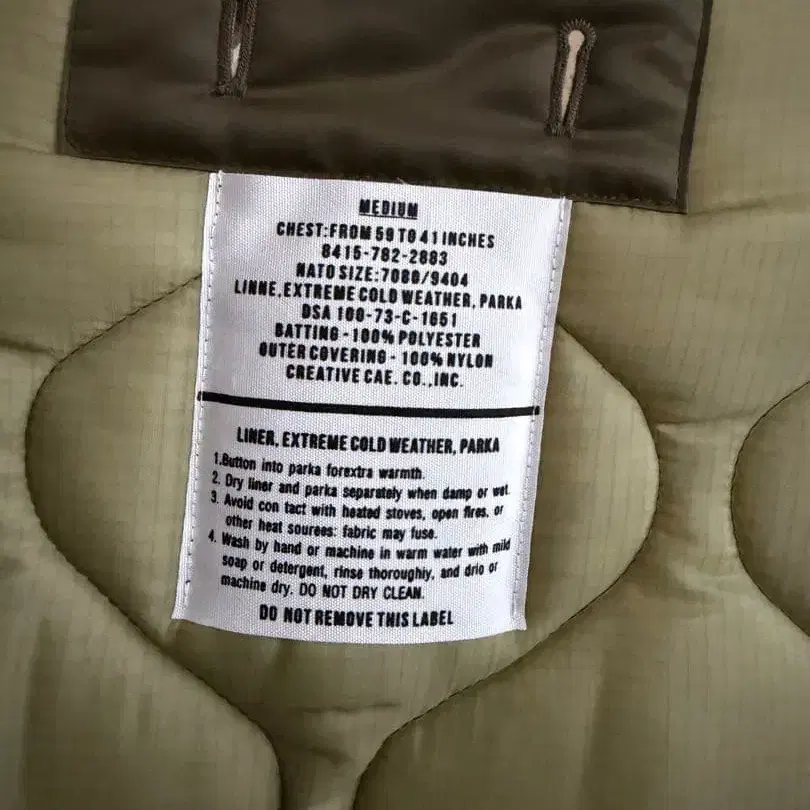 MEDIUM
CHEST:FROM 59 TO 41 INCHES
8415-782-2883
NATO SIZE:7080/9404
LINNE,EXTREME COLD WEATHER, PARKA
DSA 100-73-C-1651
BATTING - 100% POLYESTER
OUTER COVERING - 100% NYLON
CREATIVE CAE. CO.,INC.
LINER, EXTREME COLD WEATHER, PARKA
1.Button into parka forextra warmth.
2. Dry liner and parka separately when damp or wet.
3. Avoid con tact with heated stoves, open fires, or
other heat sourees: fabric may fuse.
4. Wash by hand or machine in warm water with mild
soap or detergent, rinse thoroughiy, and drio or
machine dry. DO NOT DRY CLEAN.
DO NOT REMOVE THIS LABEL